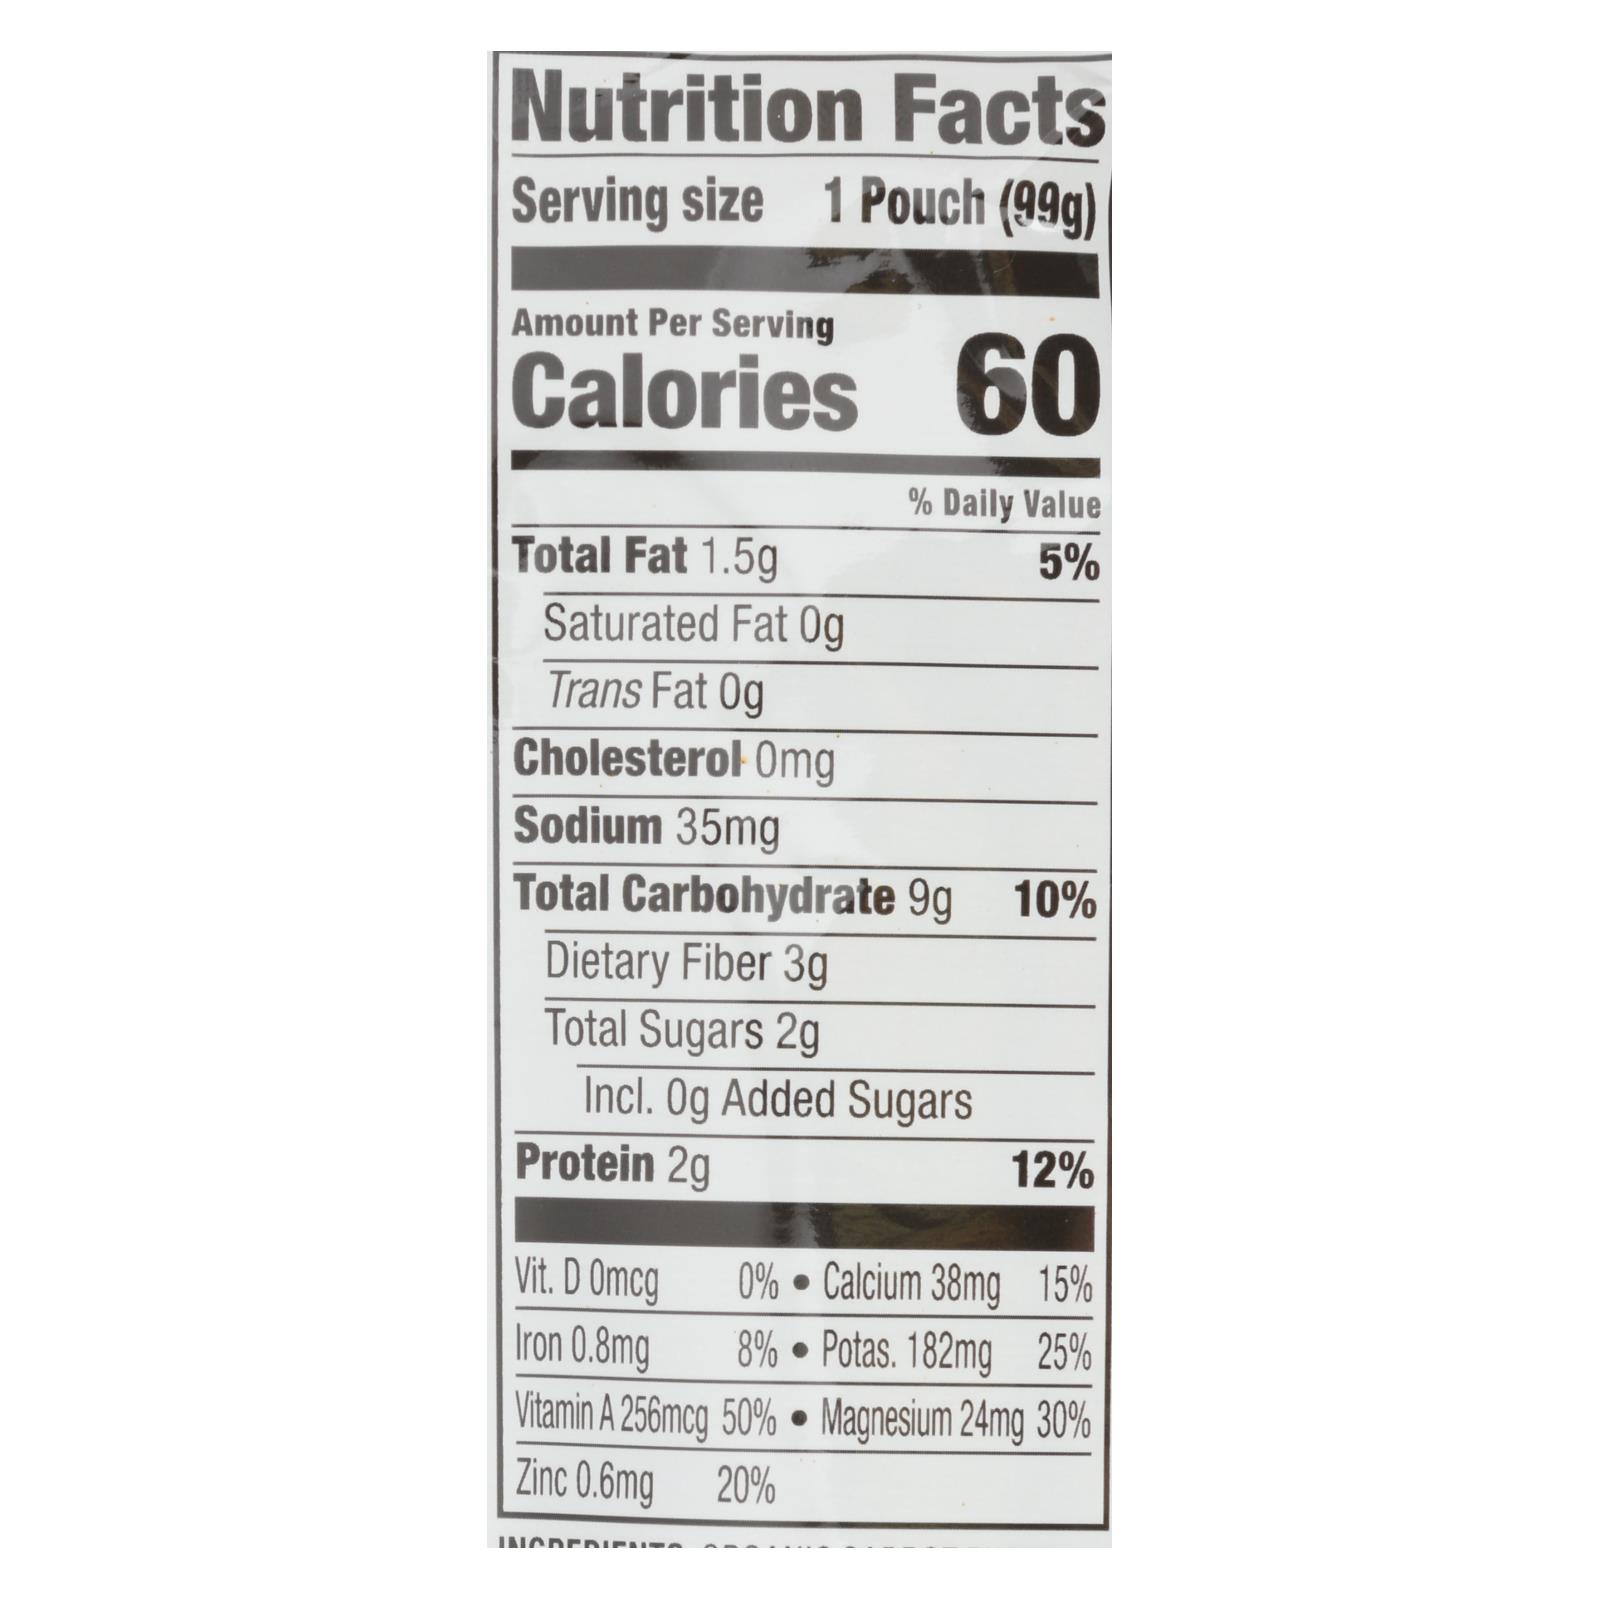 Nutrition Facts
Serving size 1 Pouch (99g)
Amount Per Serving
Calories 60
% Daily Value
Total Fat 1.5g 5%
Saturated Fat 0g
Trans Fat 0g
Cholesterol 0mg
Sodium 35mg
Total Carbohydrate 9g 10%
Dietary Fiber 3g
Total Sugars 2g
Incl. 0g Added Sugars
Protein 2g 12%
Vit. D 0mcg 0% • Calcium 38mg 15%
Iron 0.8mg 8% • Potas. 182mg 25%
Vitamin A 256mcg 50% • Magnesium 24mg 30%
Zinc 0.6mg 20%
INGREDIENTS